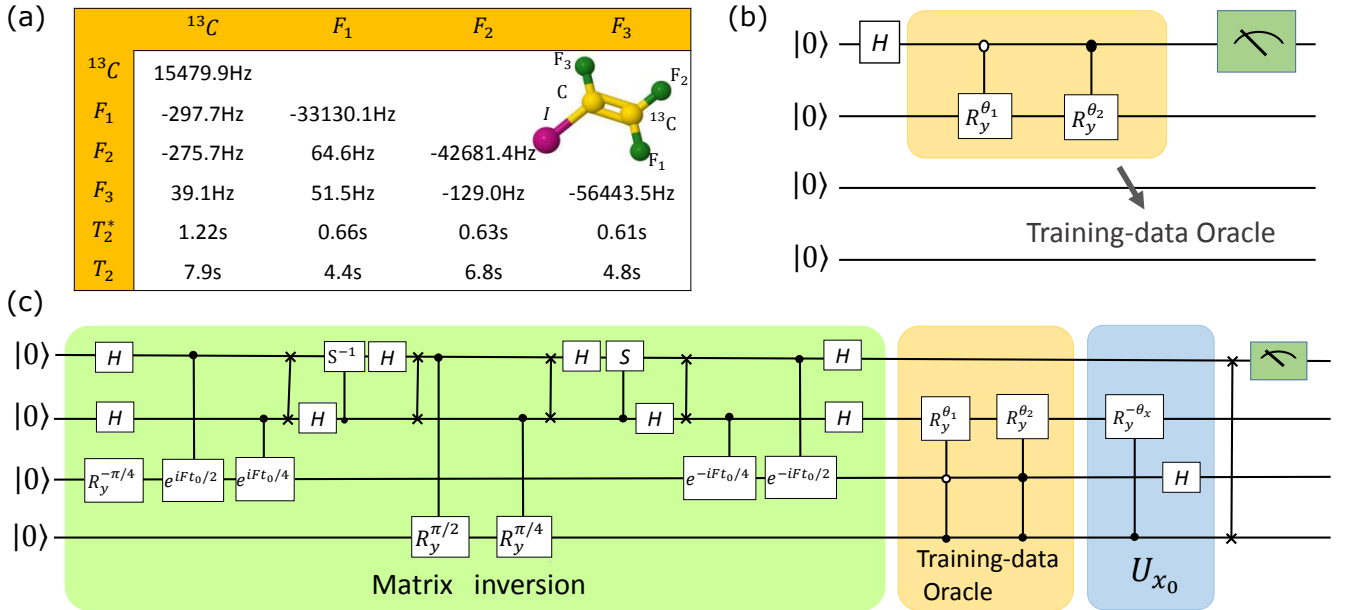 (a)
¹³C F₁ F₂ F₃
¹³C 15479.9Hz
F₁ -297.7Hz -33130.1Hz
F₂ -275.7Hz 64.6Hz -42681.4Hz
F₃ 39.1Hz 51.5Hz -129.0Hz -56443.5Hz
T₂* 1.22s 0.66s 0.63s 0.61s
T₂ 7.9s 4.4s 6.8s 4.8s
F₃
F₂
C
I
¹³C
F₁
(b)
|0⟩ H
|0⟩ R_y^{θ₁} R_y^{θ₂}
|0⟩
Training-data Oracle
|0⟩
(c)
|0⟩ H S⁻¹ H H S H
|0⟩ H H H H R_y^{θ₁} R_y^{θ₂} R_y^{-θₓ}
|0⟩ R_y^{-π/4} e^{iFt₀/2} e^{iFt₀/4} e^{-iFt₀/4} e^{-iFt₀/2} H
|0⟩ R_y^{π/2} R_y^{π/4}
Matrix inversion
Training-data
Oracle
U_{x₀}